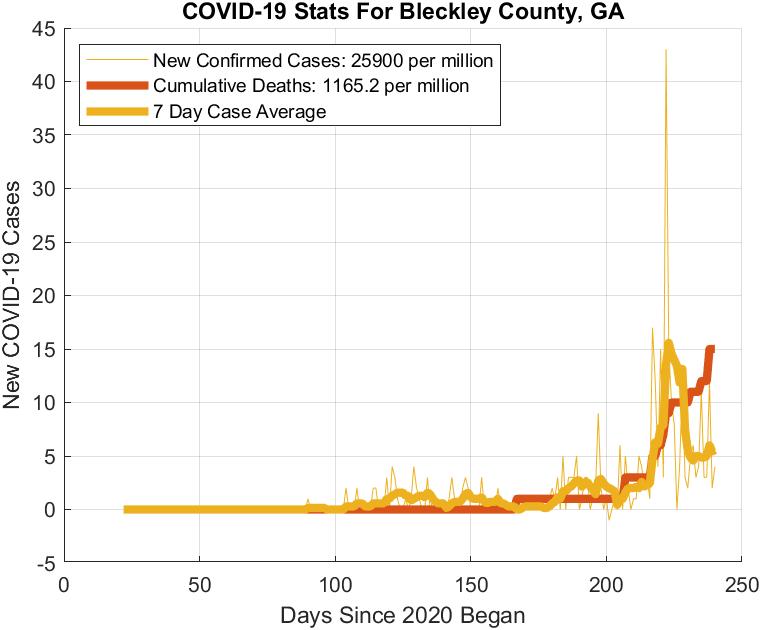 COVID-19 Stats For Bleckley County, GA
45
40
35
30
25
20
15
10
5
0
-5
New COVID-19 Cases
New Confirmed Cases: 25900 per million
Cumulative Deaths: 1165.2 per million
7 Day Case Average
0
50
100
150
200
250
Days Since 2020 Began